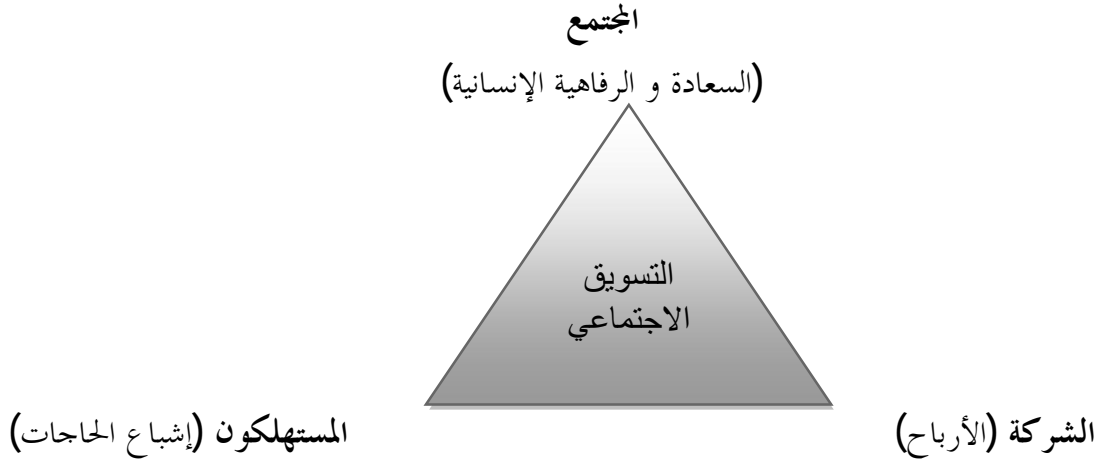 المجتمع
(السعادة و الرفاهية الإنسانية)
التسويق
الاجتماعي
الشركة (الأرباح)
المستهلكون (إشباع الحاجات)